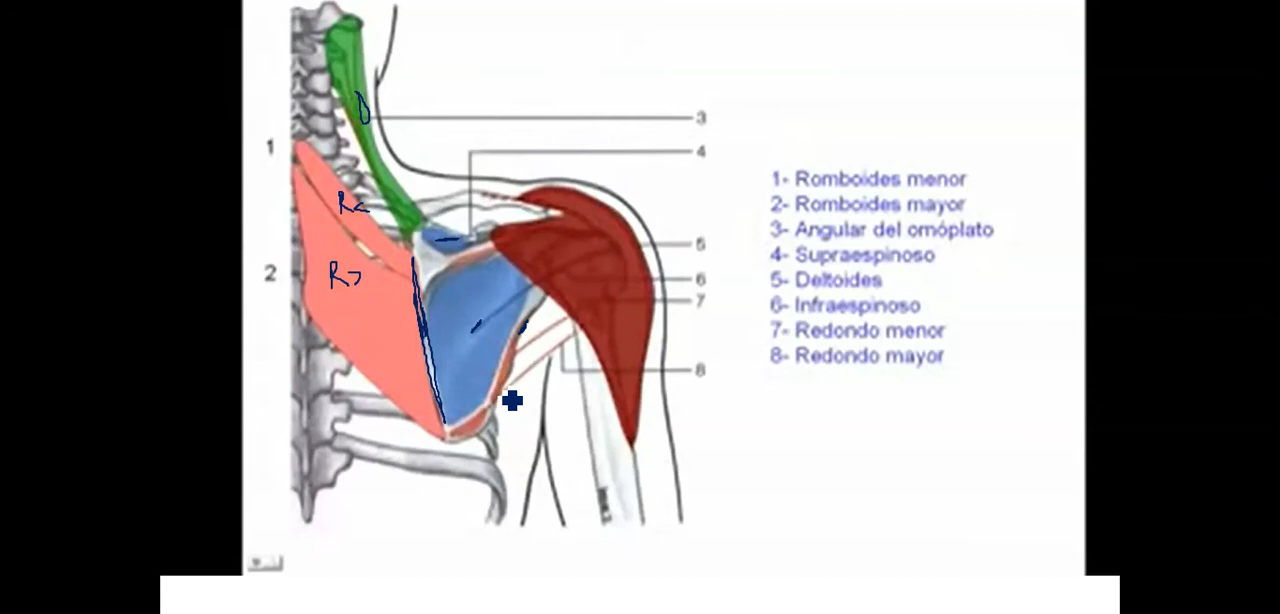 1
2
R<
R>
3
4
5
6
7
8
1- Romboides menor
2- Romboides mayor
3- Angular del omóplato
4- Supraespinoso
5- Deltoides
6- Infraespinoso
7- Redondo menor
8- Redondo mayor